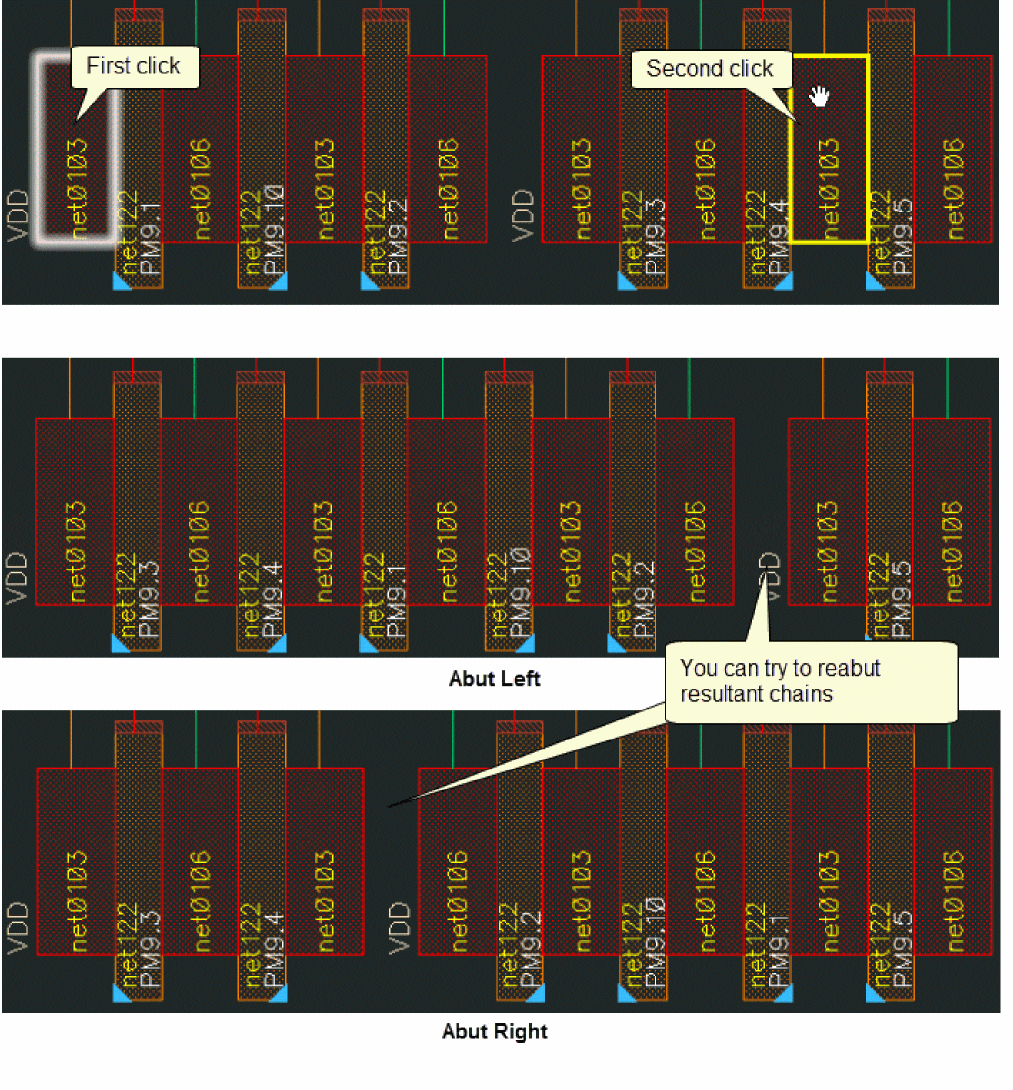 First click
Second click
VDD
net0103
net122
PM9.1
net0106
net122
PM9.10
net0103
net122
PM9.2
net0106
VDD
net0103
net122
PM9.3
net0106
net122
PM9.4
net0103
net122
PM9.5
net0106
VDD
net0103
net122
PM9.3
net0106
net122
PM9.4
net0103
net122
PM9.1
net0106
net122
PM9.10
net0103
net122
PM9.2
net0106
VDD
net0103
net122
PM9.5
net0106
Abut Left
You can try to reabut
resultant chains
VDD
net0103
net122
PM9.3
net0106
net122
PM9.4
net0103
VDD
net0106
net122
PM9.2
net0103
net122
PM9.10
net0106
net122
PM9.1
net0103
net122
PM9.5
net0106
Abut Right